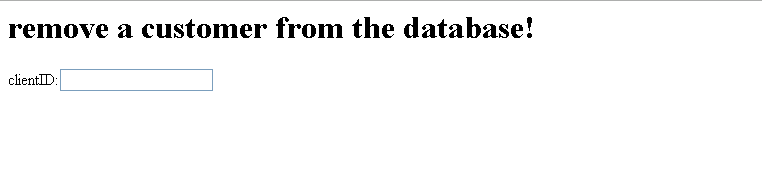 remove a customer from the database!
clientID: